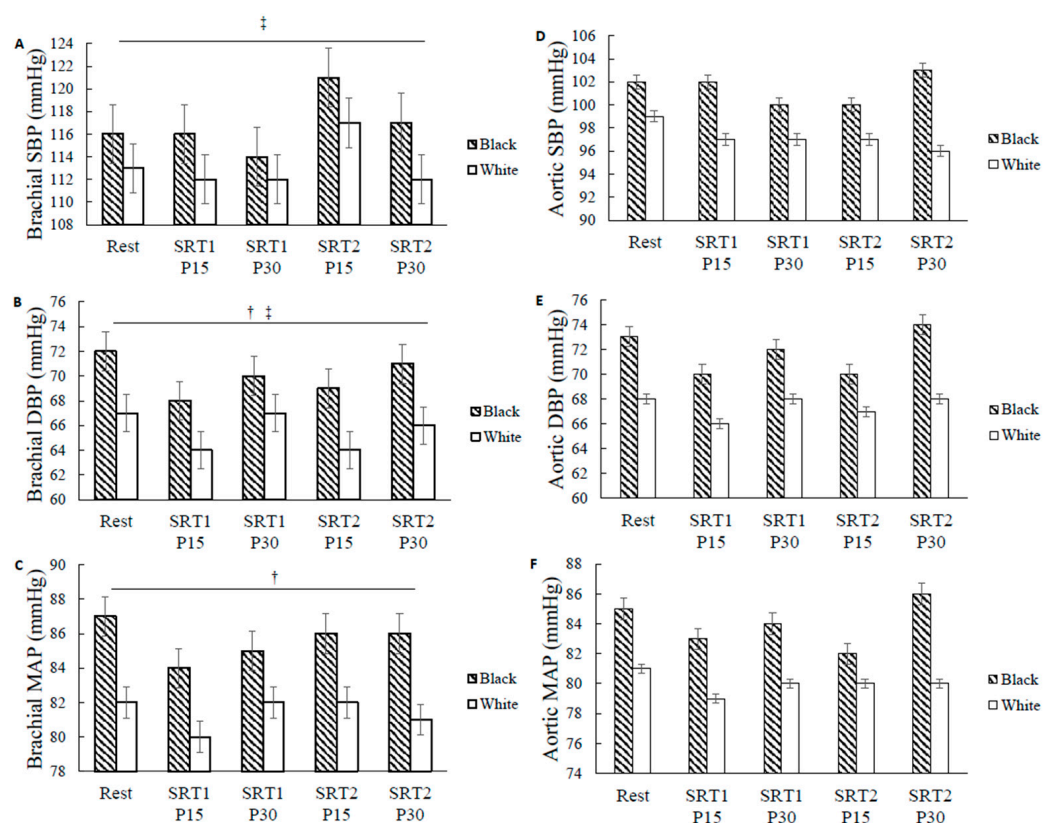 A
‡
Brachial SBP (mmHg)
124
122
120
118
116
114
112
110
108
Rest
SRT1
P15
SRT1
P30
SRT2
P15
SRT2
P30
Black
White
D
Aortic SBP (mmHg)
106
104
102
100
98
96
94
92
90
Rest
SRT1
P15
SRT1
P30
SRT2
P15
SRT2
P30
Black
White
B
† ‡
Brachial DBP (mmHg)
76
74
72
70
68
66
64
62
60
Rest
SRT1
P15
SRT1
P30
SRT2
P15
SRT2
P30
Black
White
E
Aortic DBP (mmHg)
76
74
72
70
68
66
64
62
60
Rest
SRT1
P15
SRT1
P30
SRT2
P15
SRT2
P30
Black
White
C
†
Brachial MAP (mmHg)
90
88
86
84
82
80
78
Rest
SRT1
P15
SRT1
P30
SRT2
P15
SRT2
P30
Black
White
F
Aortic MAP (mmHg)
88
86
84
82
80
78
76
74
Rest
SRT1
P15
SRT1
P30
SRT2
P15
SRT2
P30
Black
White